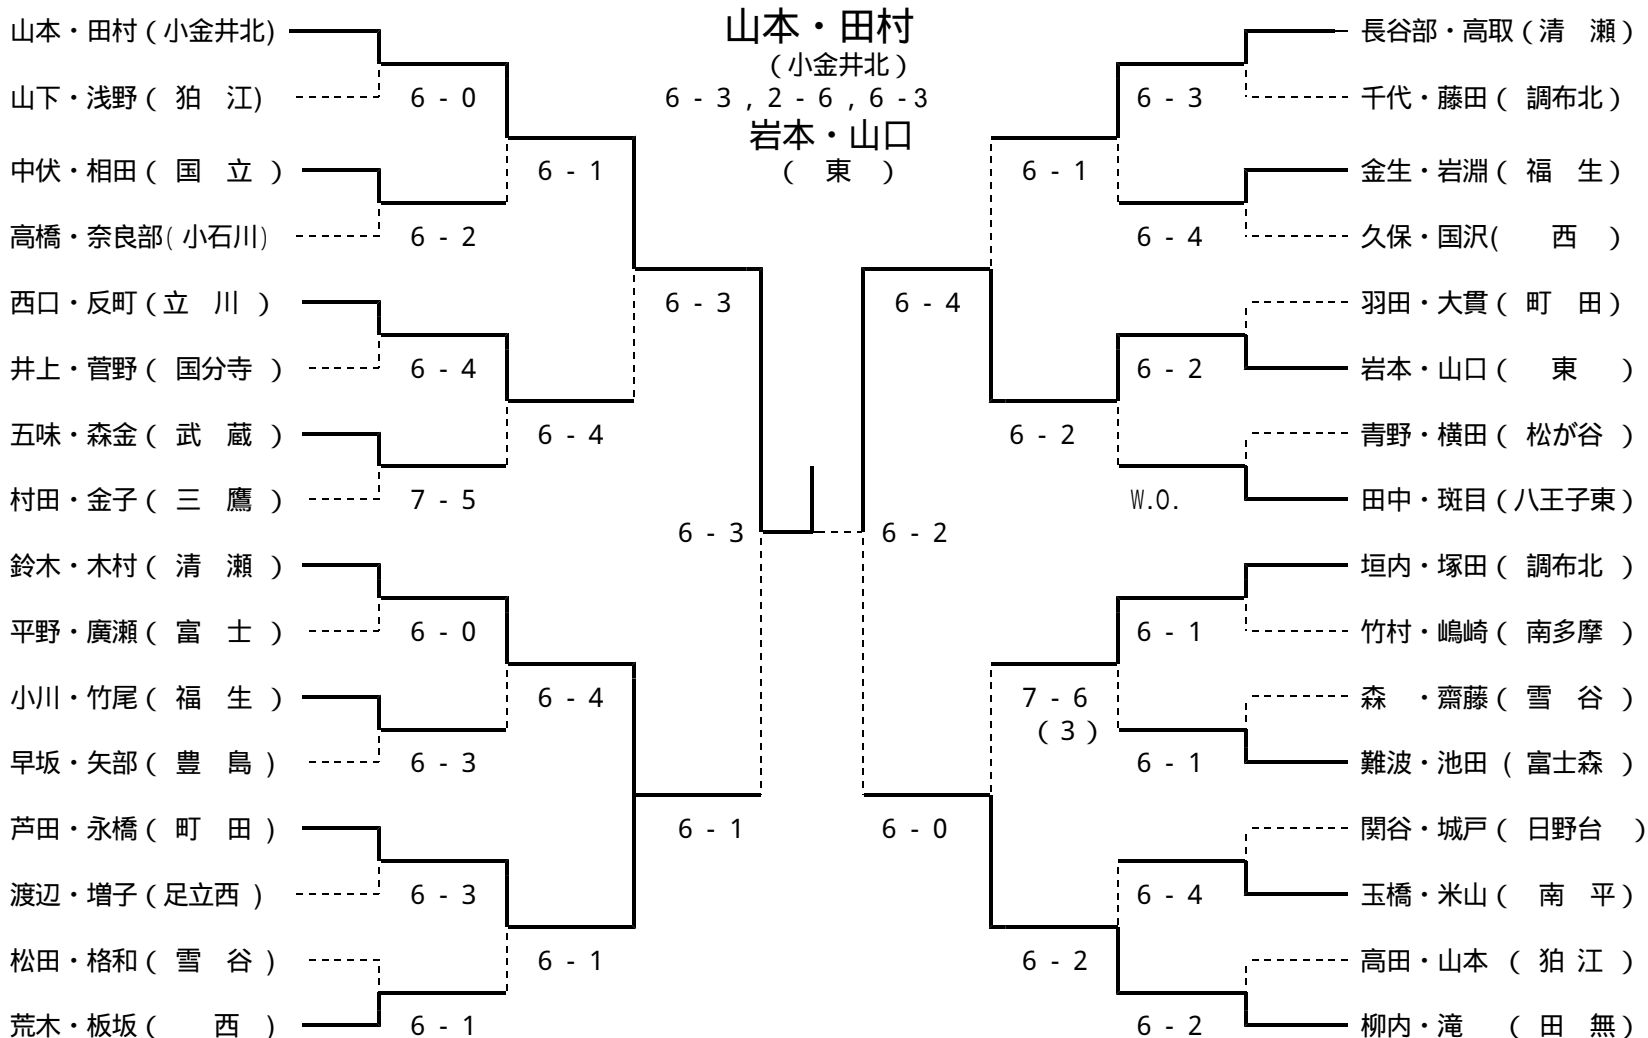 山本・田村
(小金井北)
6 - 3 , 2 - 6 , 6 - 3
岩本・山口
( 東 )
山本・田村 (小金井北)
山下・浅野 ( 狛 江)
6 - 0
中伏・相田 ( 国 立 )
6 - 1
高橋・奈良部( 小石川)
6 - 2
西口・反町 ( 立 川 )
6 - 3
井上・菅野 ( 国分寺 )
6 - 4
五味・森金 ( 武 蔵 )
6 - 4
村田・金子 ( 三 鷹 )
7 - 5
6 - 3
鈴木・木村 ( 清 瀬 )
平野・廣瀬 ( 富 士 )
6 - 0
小川・竹尾 ( 福 生 )
6 - 4
早坂・矢部 ( 豊 島 )
6 - 3
芦田・永橋 ( 町 田 )
6 - 1
渡辺・増子 (足立西 )
6 - 3
松田・格和 ( 雪 谷 )
6 - 1
荒木・板坂 ( 西 )
6 - 1
長谷部・高取 (清 瀬 )
6 - 3
千代・藤田 ( 調布北 )
6 - 1
金生・岩淵 ( 福 生 )
6 - 4
久保・国沢( 西 )
6 - 4
羽田・大貫 ( 町 田 )
6 - 2
岩本・山口 ( 東 )
6 - 2
青野・横田 ( 松が谷 )
W.O.
田中・斑目 (八王子東)
6 - 2
垣内・塚田 ( 調布北 )
6 - 1
竹村・嶋崎 ( 南多摩 )
7 - 6
(3)
森 ・齋藤 ( 雪 谷 )
6 - 1
難波・池田 ( 富士森 )
6 - 0
関谷・城戸 ( 日野台 )
6 - 4
玉橋・米山 ( 南 平 )
6 - 2
高田・山本 ( 狛 江 )
6 - 2
柳内・滝 ( 田 無 )